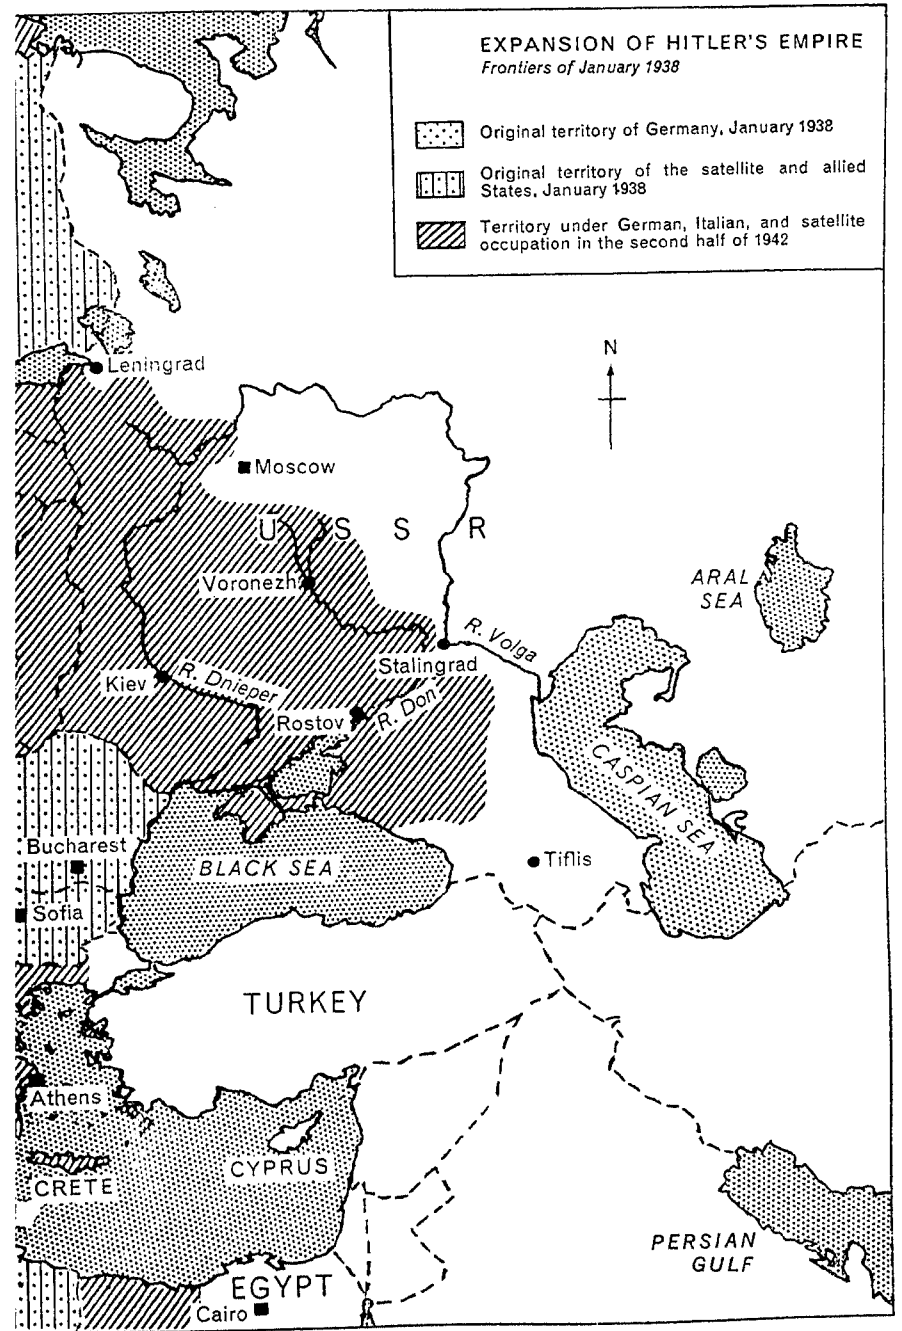 EXPANSION OF HITLER'S EMPIRE
Frontiers of January 1938
Original territory of Germany, January 1938
Original territory of the satellite and allied
States, January 1938
Territory under German, Italian, and satellite
occupation in the second half of 1942
N
Leningrad
Moscow
U S S R
Voronezh
ARAL
SEA
R. Volga
Stalingrad
Kiev
R. Dnieper
R. Don
Rostov
CASPIAN SEA
Bucharest
BLACK SEA
Tiflis
Sofia
TURKEY
Athens
CYPRUS
CRETE
PERSIAN
GULF
EGYPT
Cairo